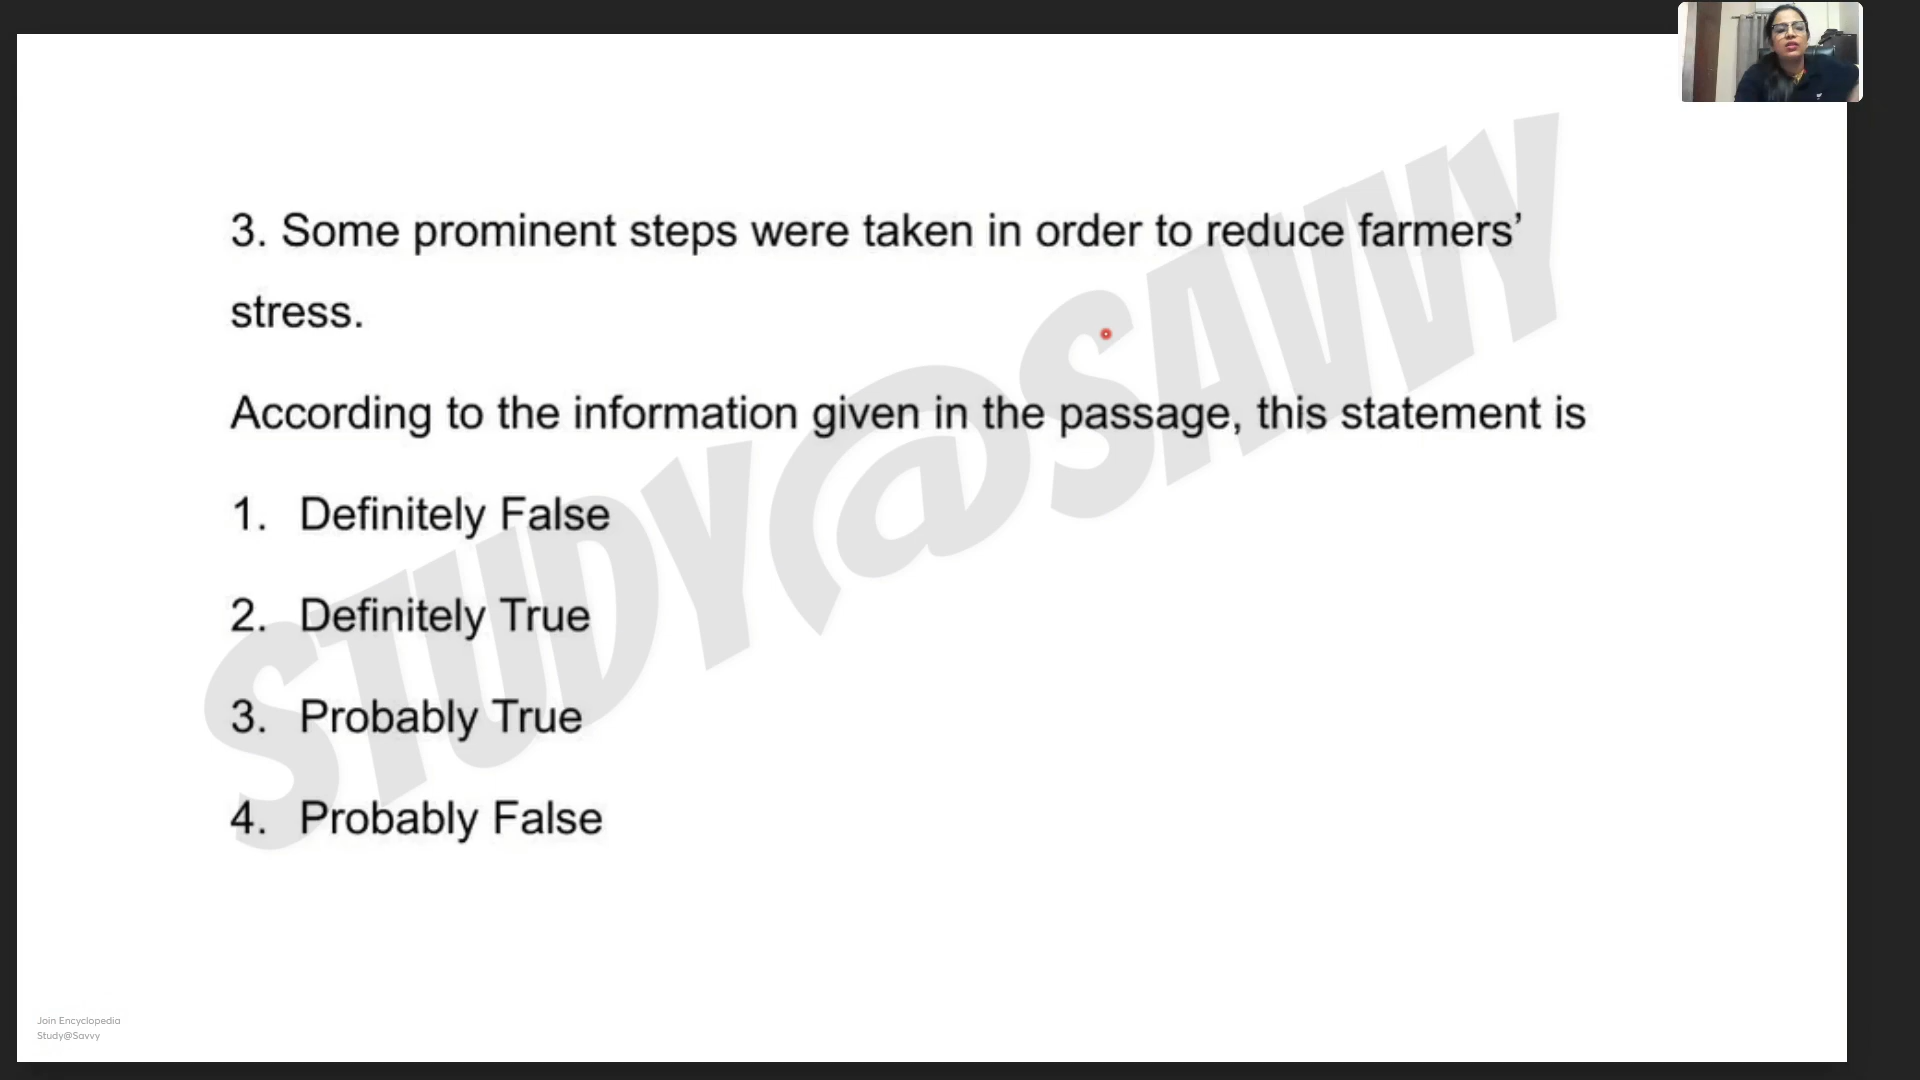 3. Some prominent steps were taken in order to reduce farmers’
stress.
According to the information given in the passage, this statement is
1. Definitely False
2. Definitely True
3. Probably True
4. Probably False
STUDY@SAVVY
Join Encyclopedia
Study@Savvy